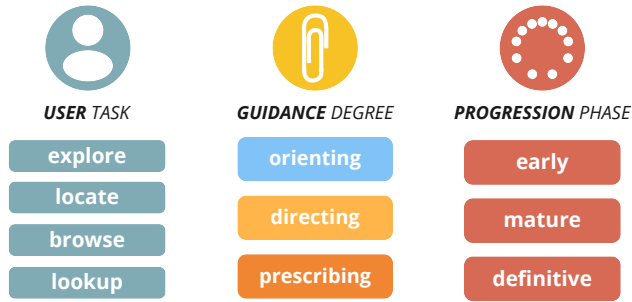 USER TASK
GUIDANCE DEGREE
PROGRESSION PHASE
explore
locate
browse
lookup
orienting
directing
prescribing
early
mature
definitive